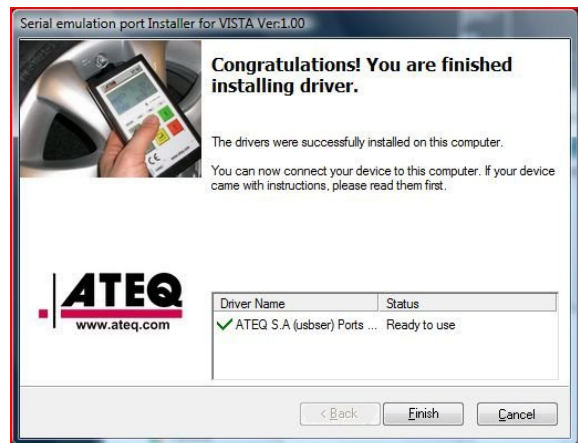 Serial emulation port Installer for VISTA Ver:1.00
Congratulations! You are finished
installing driver.
The drivers were successfully installed on this computer.
You can now connect your device to this computer. If your device
came with instructions, please read them first.
ATEQ
www.ateq.com
Driver Name Status
ATEQ S.A (usbser) Ports ... Ready to use
< Back Finish Cancel